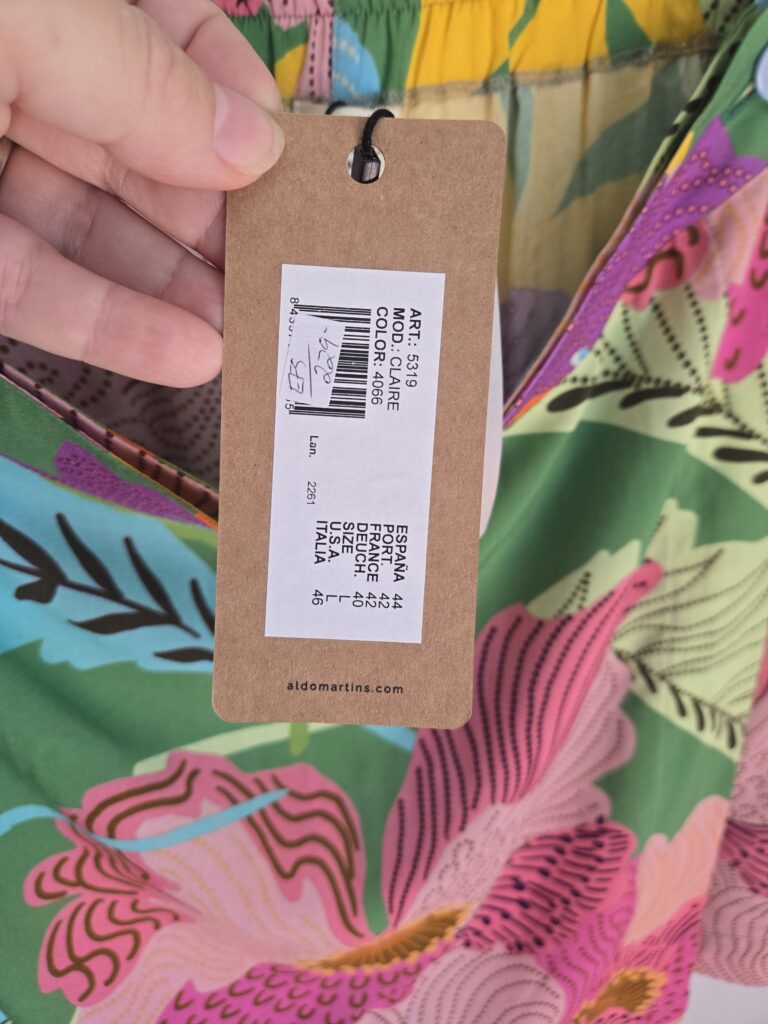 ART.: 5319
MOD.: CLAIRE
COLOR: 4066
Lan. 2261
ESPAÑA 44
PORT. 42
FRANCE 42
DEUCH. 40
SIZE L
U.S.A. L
ITALIA 46
aldomartins.com